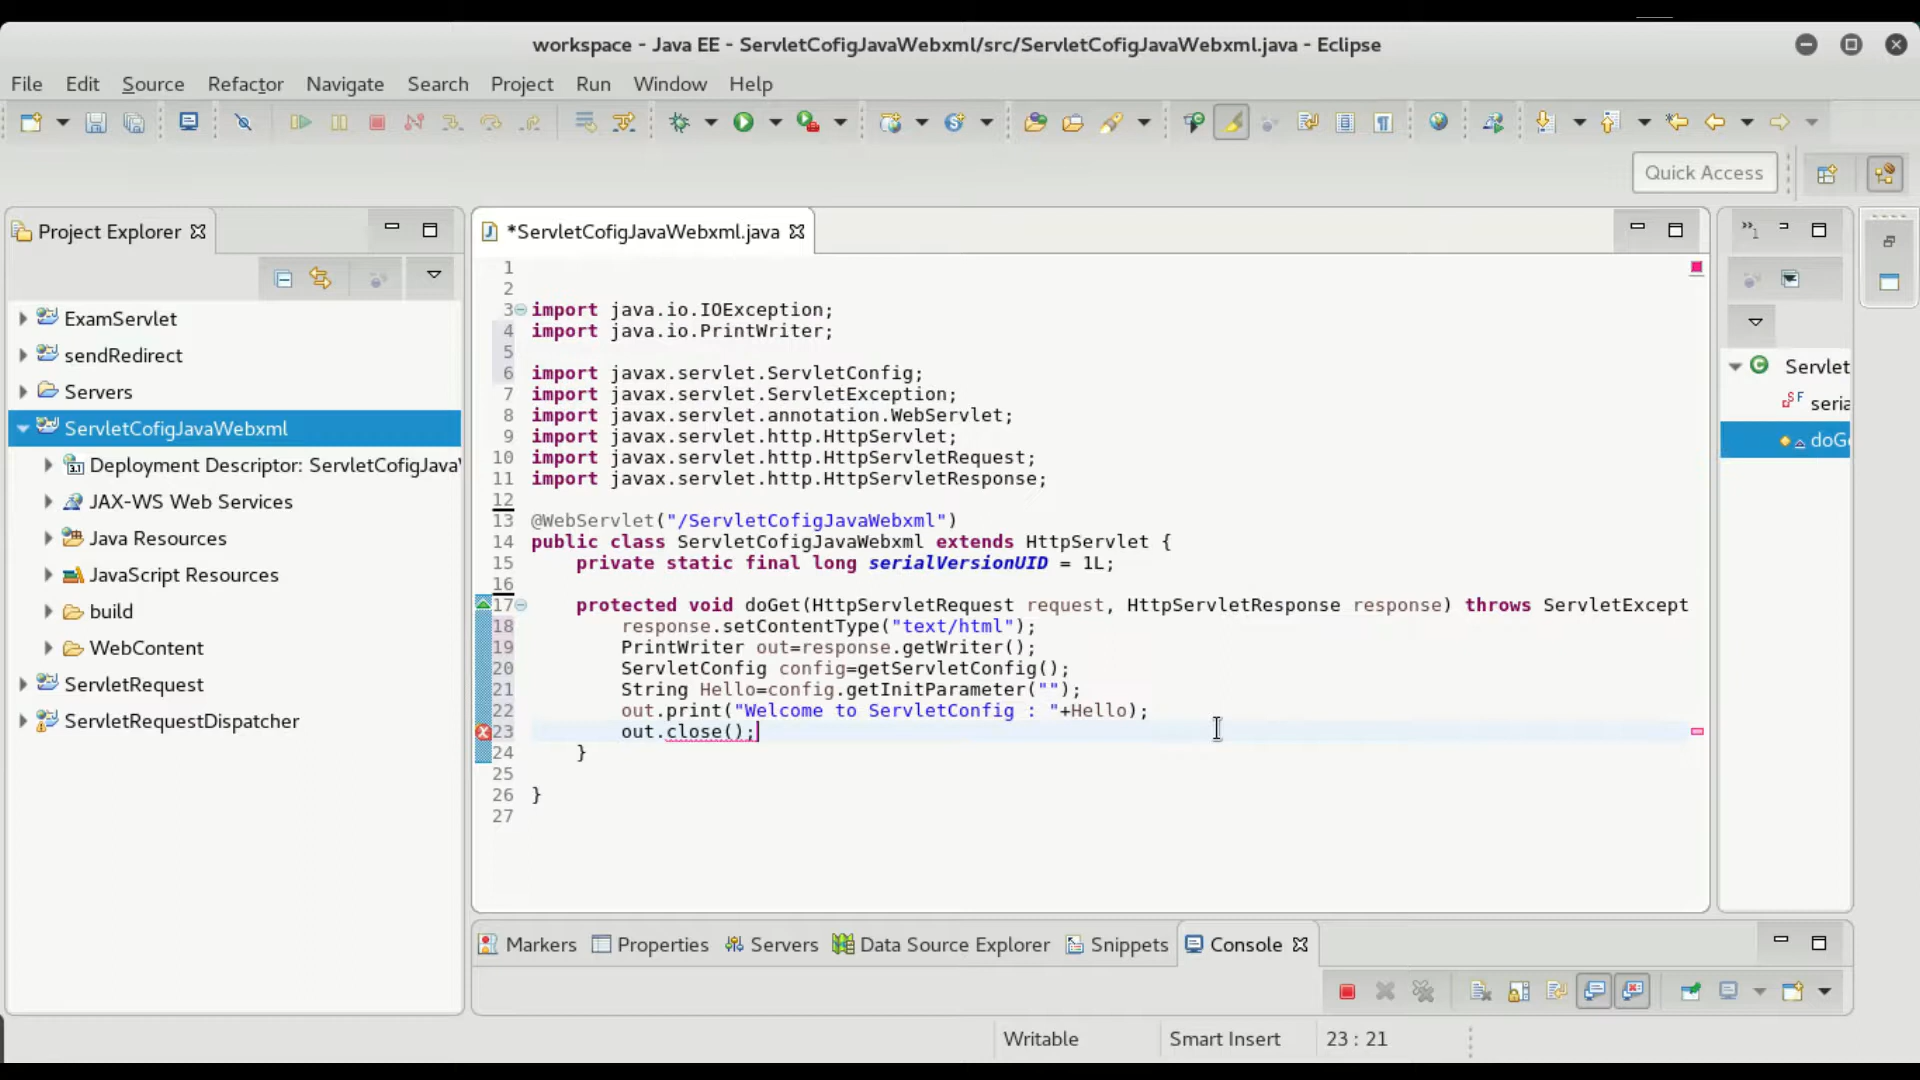 workspace - Java EE - ServletCofigJavaWebxml/src/ServletCofigJavaWebxml.java - Eclipse
File Edit Source Refactor Navigate Search Project Run Window Help
Quick Access
Project Explorer
ExamServlet
sendRedirect
Servers
ServletCofigJavaWebxml
Deployment Descriptor: ServletCofigJava
JAX-WS Web Services
Java Resources
JavaScript Resources
build
WebContent
ServletRequest
ServletRequestDispatcher
*ServletCofigJavaWebxml.java
1
2
3 import java.io.IOException;
4 import java.io.PrintWriter;
5
6 import javax.servlet.ServletConfig;
7 import javax.servlet.ServletException;
8 import javax.servlet.annotation.WebServlet;
9 import javax.servlet.http.HttpServlet;
10 import javax.servlet.http.HttpServletRequest;
11 import javax.servlet.http.HttpServletResponse;
12
13 @WebServlet("/ServletCofigJavaWebxml")
14 public class ServletCofigJavaWebxml extends HttpServlet {
15 private static final long serialVersionUID = 1L;
16
17 protected void doGet(HttpServletRequest request, HttpServletResponse response) throws ServletExcept
18 response.setContentType("text/html");
19 PrintWriter out=response.getWriter();
20 ServletConfig config=getServletConfig();
21 String Hello=config.getInitParameter("");
22 out.print("Welcome to ServletConfig : "+Hello);
23 out.close();
24 }
25
26 }
27
Servlet
seria
doGe
Markers Properties Servers Data Source Explorer Snippets Console
Writable Smart Insert 23 : 21